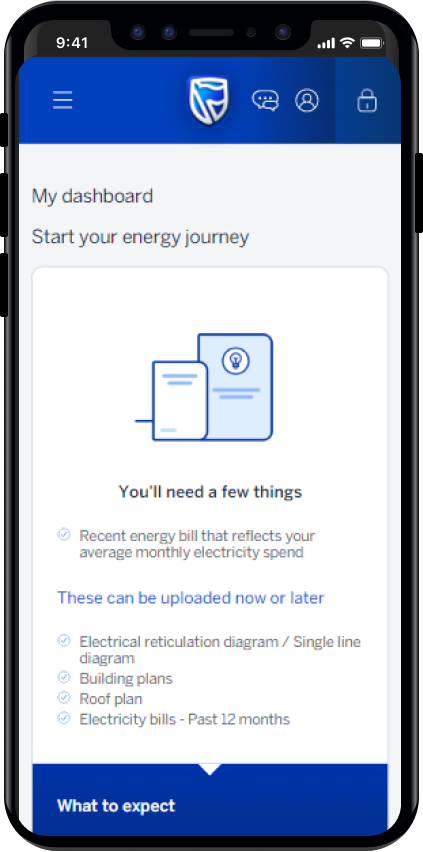 9:41
My dashboard
Start your energy journey
You'll need a few things
Recent energy bill that reflects your
average monthly electricity spend
These can be uploaded now or later
Electrical reticulation diagram / Single line
diagram
Building plans
Roof plan
Electricity bills - Past 12 months
What to expect